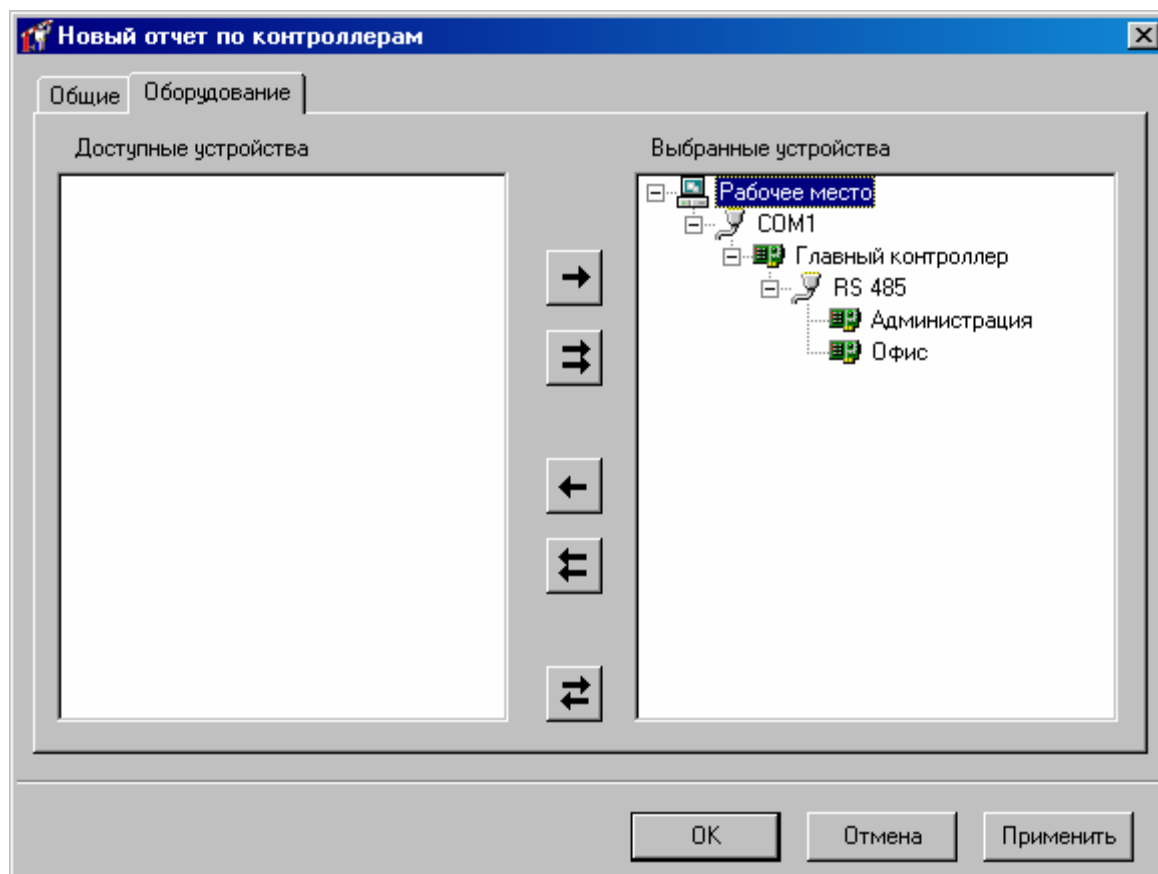 Новый отчет по контроллерам
Общие
Оборудование
Доступные устройства
Выбранные устройства
Рабочее место
COM1
Главный контроллер
RS 485
Администрация
Офис
OK
Отмена
Применить